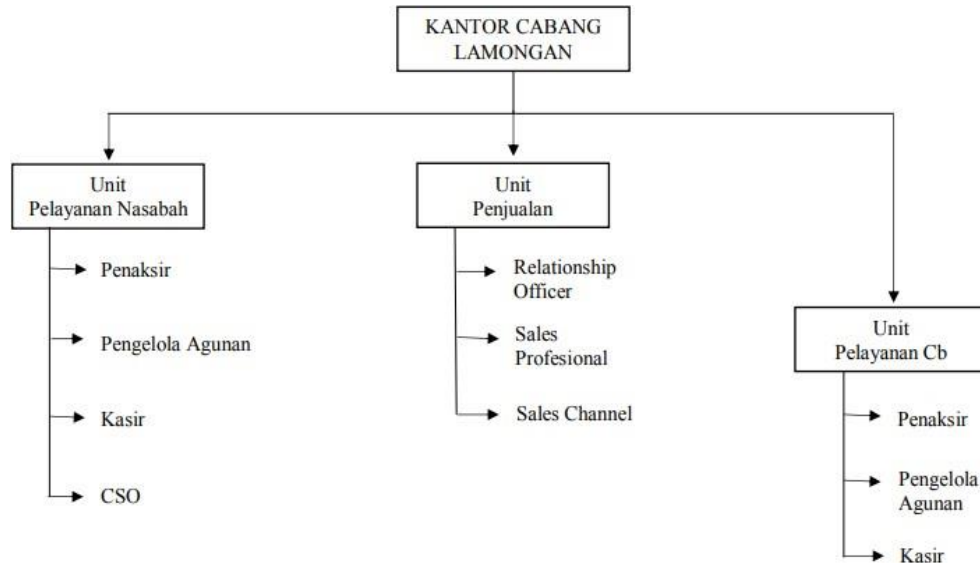 KANTOR CABANG
LAMONGAN
Unit
Pelayanan Nasabah
Penaksir
Pengelola Agunan
Kasir
CSO
Unit
Penjualan
Relationship
Officer
Sales
Profesional
Sales Channel
Unit
Pelayanan Cb
Penaksir
Pengelola
Agunan
Kasir